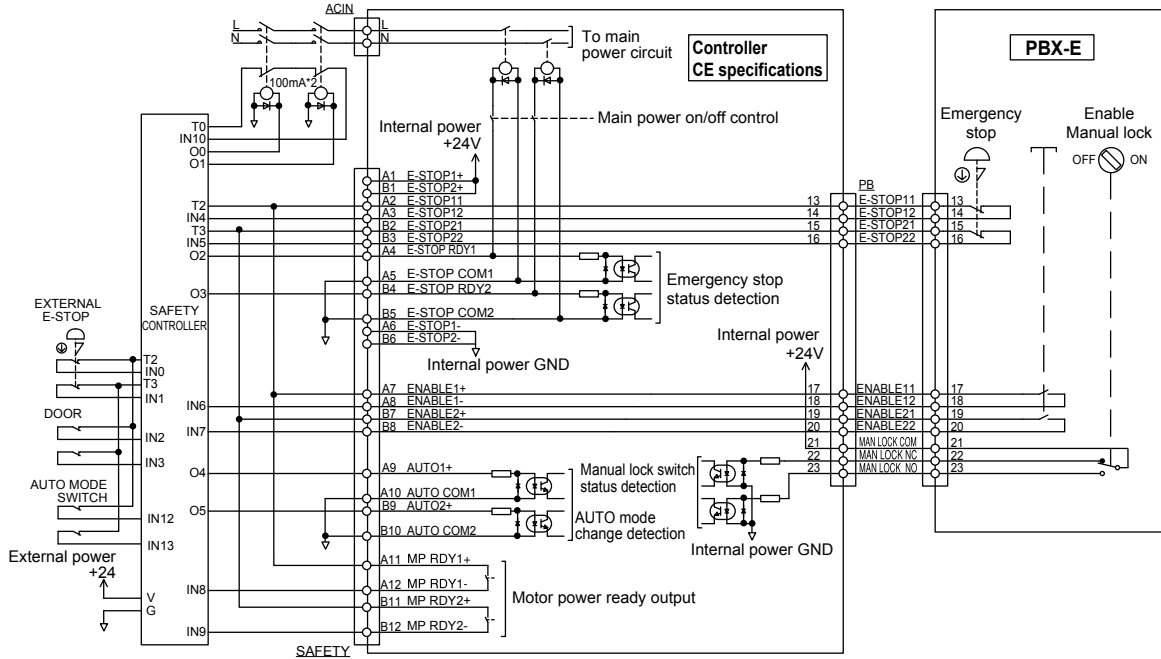 ACIN
L
N
L
N
To main
power circuit
Controller
CE specifications
PBX-E
100mA*2
Main power on/off control
Internal power
+24V
Emergency
stop
Enable
Manual lock
OFF
ON
T0
IN10
O0
O1
T2
IN4
T3
IN5
O2
O3
SAFETY
CONTROLLER
EXTERNAL
E-STOP
T2
IN0
T3
IN1
DOOR
IN2
IN3
AUTO MODE
SWITCH
IN12
IN13
External power
+24
V
G
IN6
IN7
O4
O5
IN8
IN9
A1 E-STOP1+
B1 E-STOP2+
A2 E-STOP11
A3 E-STOP12
B2 E-STOP21
B3 E-STOP22
A4 E-STOP RDY1
A5 E-STOP COM1
B4 E-STOP RDY2
B5 E-STOP COM2
A6 E-STOP1-
B6 E-STOP2-
Internal power GND
Emergency stop
status detection
A7 ENABLE1+
A8 ENABLE1-
B7 ENABLE2+
B8 ENABLE2-
A9 AUTO1+
A10 AUTO COM1
B9 AUTO2+
B10 AUTO COM2
Manual lock switch
status detection
AUTO mode
change detection
A11 MP RDY1+
A12 MP RDY1-
B11 MP RDY2+
B12 MP RDY2-
Motor power ready output
SAFETY
Internal power
+24V
Internal power GND
PB
13 E-STOP11 13
14 E-STOP12 14
15 E-STOP21 15
16 E-STOP22 16
17 ENABLE11 17
18 ENABLE12 18
19 ENABLE21 19
20 ENABLE22 20
21 MAN LOCK COM 21
22 MAN LOCK NC 22
23 MAN LOCK NO 23